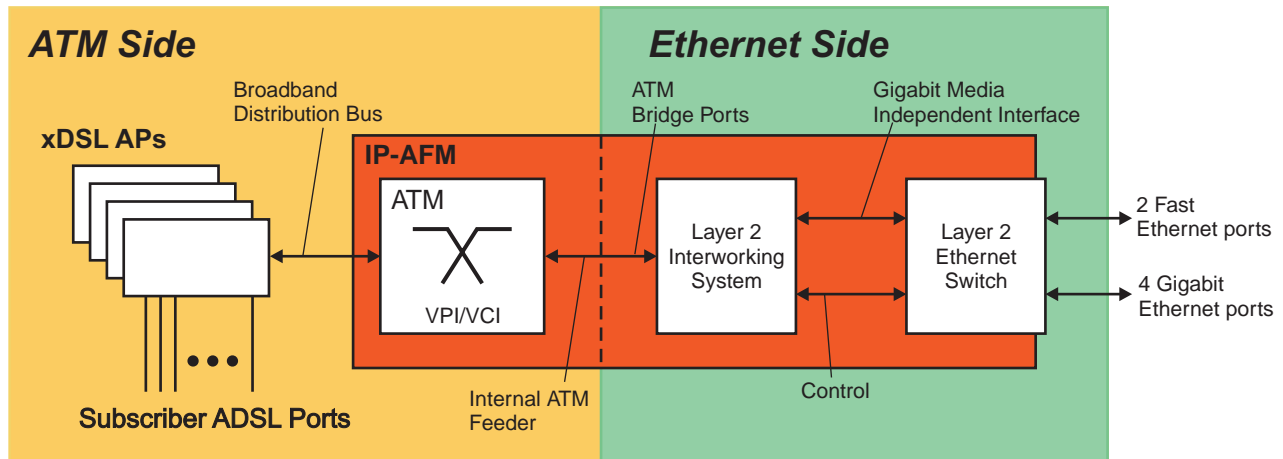 ATM Side
Ethernet Side
Broadband
Distribution Bus
ATM
Bridge Ports
Gigabit Media
Independent Interface
xDSL APs
IP-AFM
ATM
VPI/VCI
Layer 2
Interworking
System
Layer 2
Ethernet
Switch
2 Fast
Ethernet ports
4 Gigabit
Ethernet ports
Internal ATM
Feeder
Control
Subscriber ADSL Ports